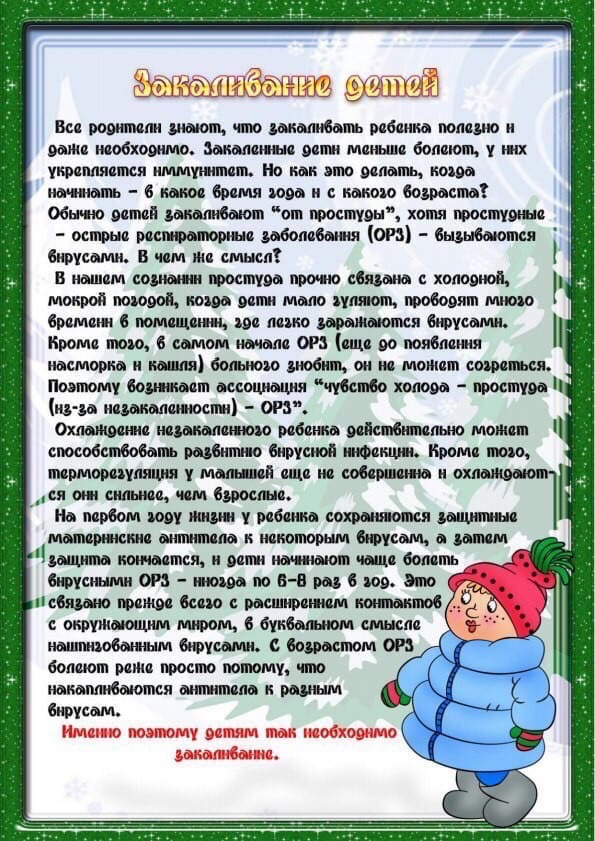 Закаливание детей
Все родители знают, что закаливать ребенка полезно и
даже необходимо. Закаленные дети меньше болеют, у них
укрепляется иммунитет. Но как это делать, когда
начинать – в какое время года и с какого возраста?
Обычно детей закаливают “от простуды”, хотя простудные
– острые респираторные заболевания (ОРЗ) – вызываются
вирусами. В чем же смысл?
В нашем сознании простуда прочно связана с холодной,
мокрой погодой, когда дети мало гуляют, проводят много
времени в помещении, где легко заражаются вирусами.
Кроме того, в самом начале ОРЗ (еще до появления
насморка и кашля) больного знобит, он не может согреться.
Поэтому возникает ассоциация “чувство холода – простуда
(из-за незакаленности) – ОРЗ”.
Охлаждение незакаленного ребенка действительно может
способствовать развитию вирусной инфекции. Кроме того,
терморегуляция у малышей еще не совершенна и охлаждают-
ся они сильнее, чем взрослые.
На первом году жизни у ребенка сохраняются защитные
материнские антитела к некоторым вирусам, а затем
защита кончается, и дети начинают чаще болеть
вирусными ОРЗ – иногда по 6–8 раз в год. Это
связано прежде всего с расширением контактов
с окружающим миром, в буквальном смысле
нашпигованным вирусами. С возрастом ОРЗ
болеют реже просто потому, что
накапливаются антитела к разным
вирусам.
Именно поэтому детям так необходимо
закаливание.